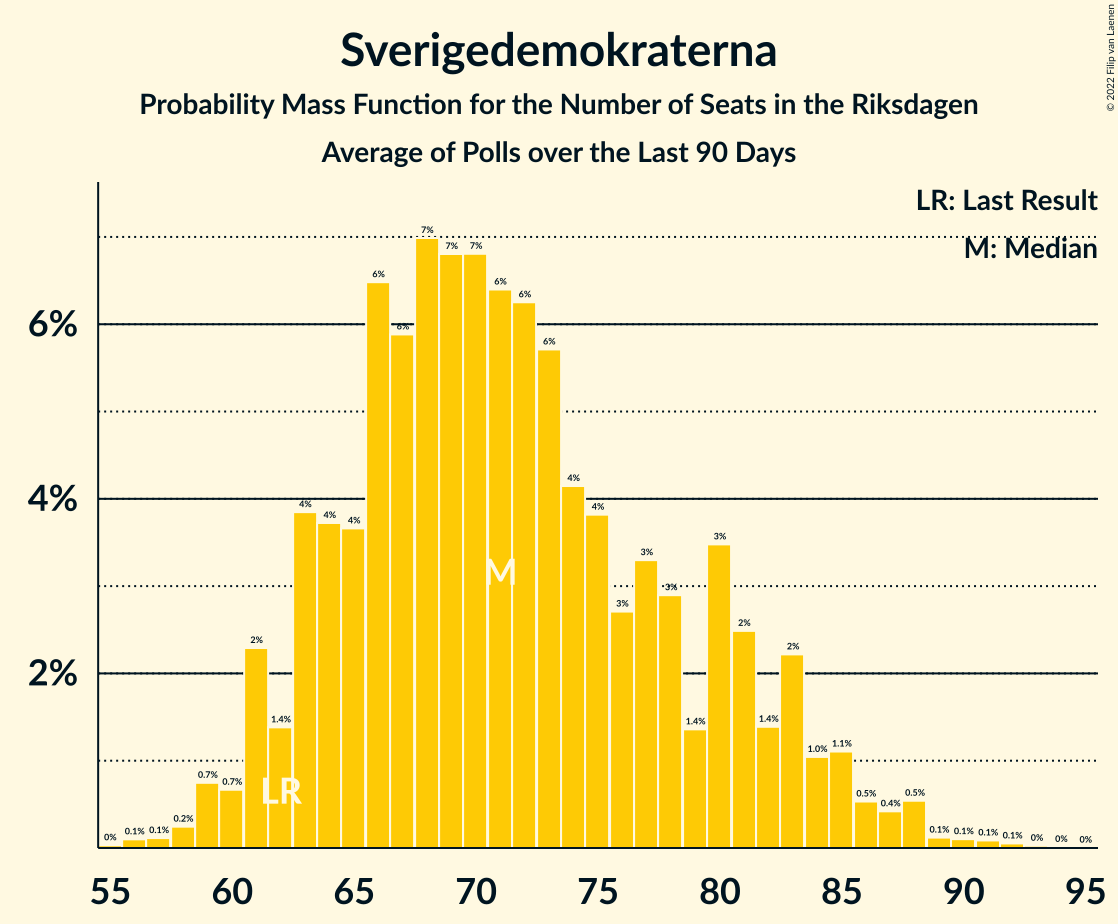 Sverigedemokraterna
Probability Mass Function for the Number of Seats in the Riksdagen
Average of Polls over the Last 90 Days
© 2022 Filip van Laenen
LR: Last Result
M: Median
6%
4%
2%
0% 0.1% 0.1% 0.2% 0.7% 0.7% 2% 1.4% 4% 4% 4% 6% 6% 7% 7% 7% 6% 6% 6% 4% 4% 3% 3% 3% 1.4% 3% 2% 1.4% 2% 1.0% 1.1% 0.5% 0.4% 0.5% 0.1% 0.1% 0.1% 0.1% 0% 0% 0%
M
LR
55 60 65 70 75 80 85 90 95